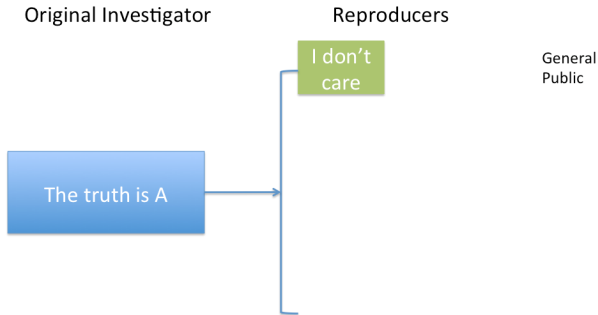 Original Investigator
Reproducers
I don't
care
General
Public
The truth is A